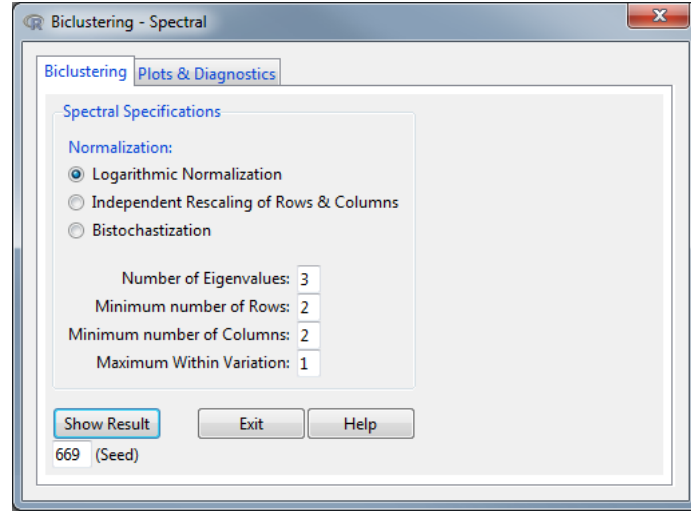 Biclustering - Spectral
Biclustering Plots & Diagnostics
Spectral Specifications
Normalization:
Logarithmic Normalization
Independent Rescaling of Rows & Columns
Bistochastization
Number of Eigenvalues: 3
Minimum number of Rows: 2
Minimum number of Columns: 2
Maximum Within Variation: 1
Show Result Exit Help
669 (Seed)